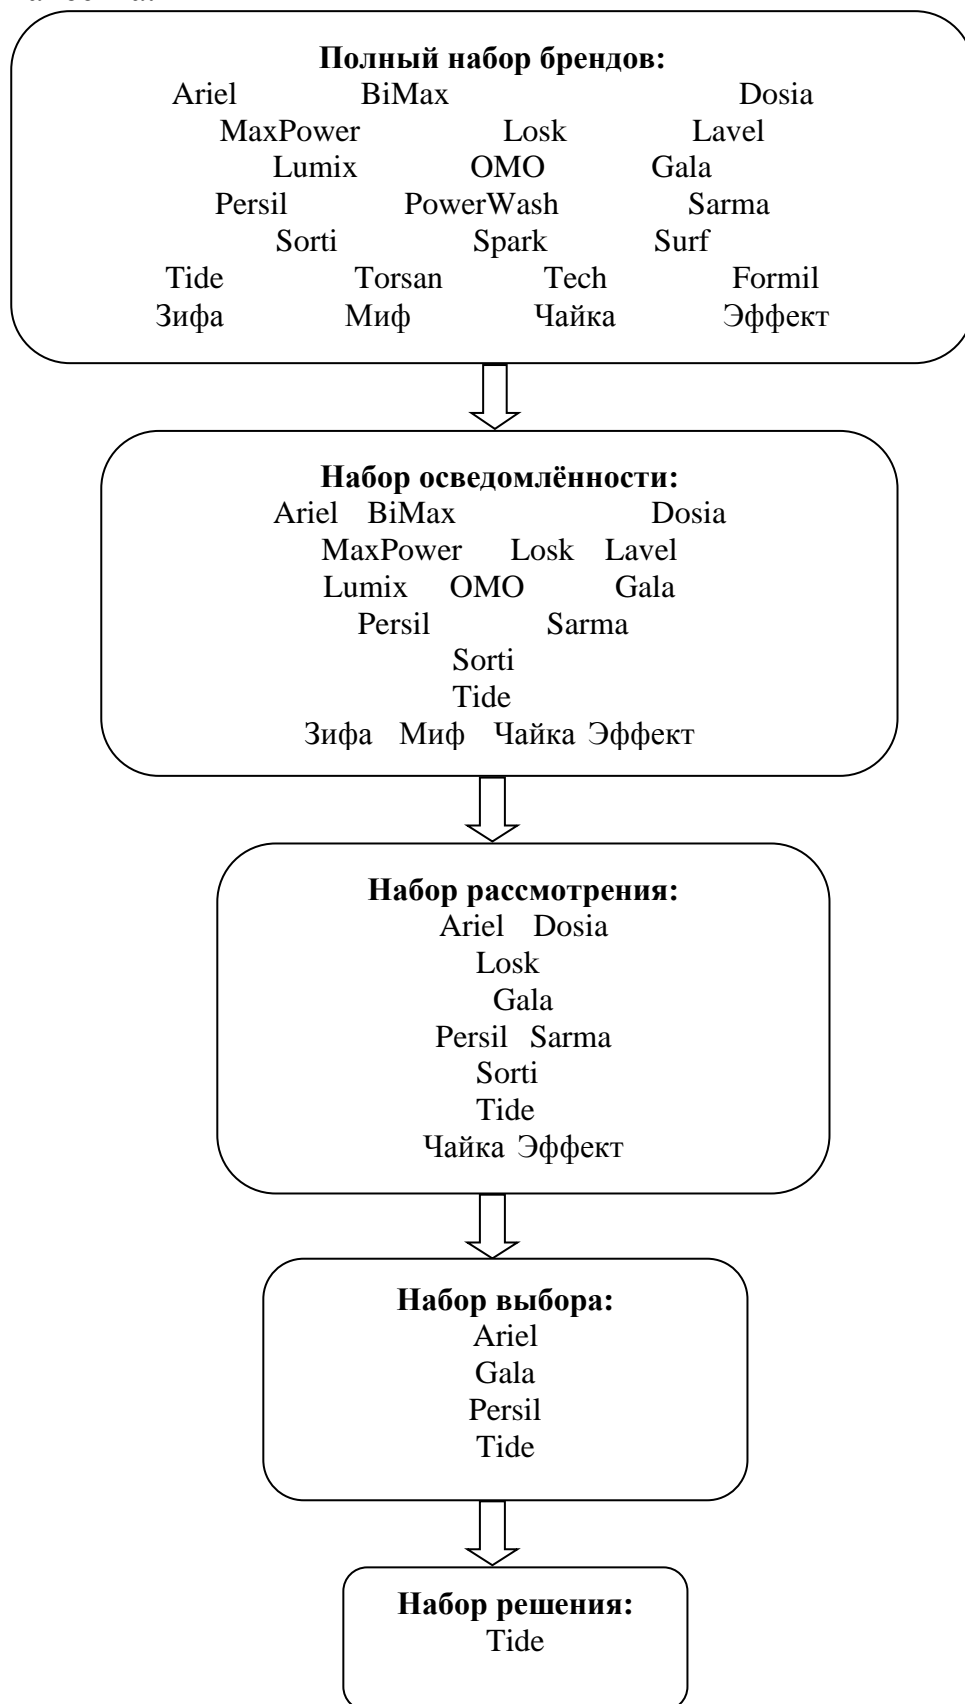 Полный набор брендов:
Ariel BiMax Dosia
MaxPower Losk Lavel
Lumix OMO Gala
Persil PowerWash Sarma
Sorti Spark Surf
Tide Torsan Tech Formil
Зифа Миф Чайка Эффект
Набор осведомлённости:
Ariel BiMax Dosia
MaxPower Losk Lavel
Lumix OMO Gala
Persil Sarma
Sorti
Tide
Зифа Миф Чайка Эффект
Набор рассмотрения:
Ariel Dosia
Losk
Gala
Persil Sarma
Sorti
Tide
Чайка Эффект
Набор выбора:
Ariel
Gala
Persil
Tide
Набор решения:
Tide